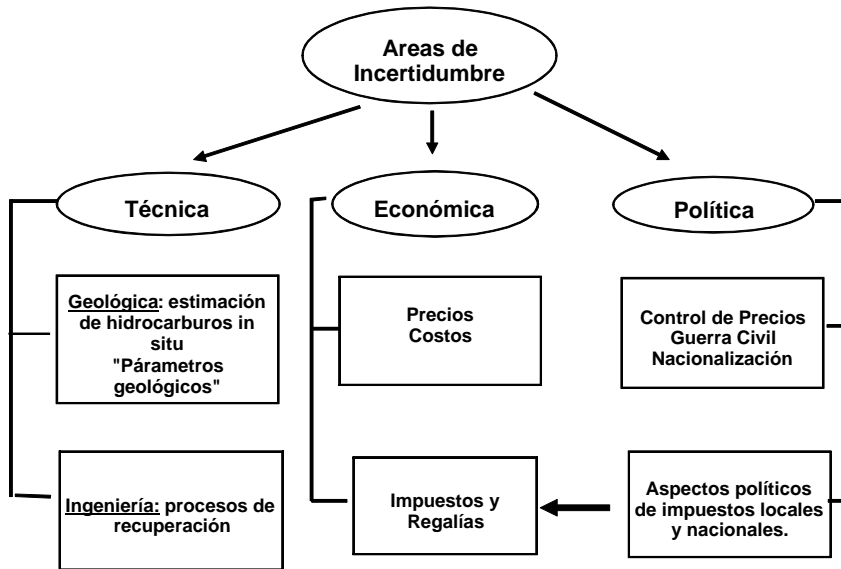 Areas de
Incertidumbre
Técnica
Económica
Política
Geológica: estimación
de hidrocarburos in
situ
"Párametros
geológicos"
Precios
Costos
Control de Precios
Guerra Civil
Nacionalización
Ingeniería: procesos de
recuperación
Impuestos y
Regalías
Aspectos políticos
de impuestos locales
y nacionales.